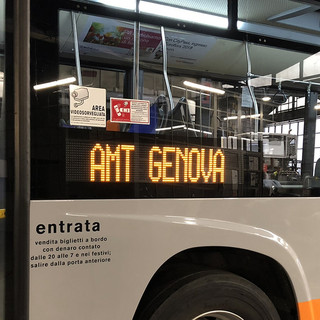 AREA
VIDEOSORVEGLIATA
AMT GENOVA
entrata
vendita biglietti a bordo
con denaro contato
dalle 20 alle 7 e nei festivi;
salire dalla porta anteriore